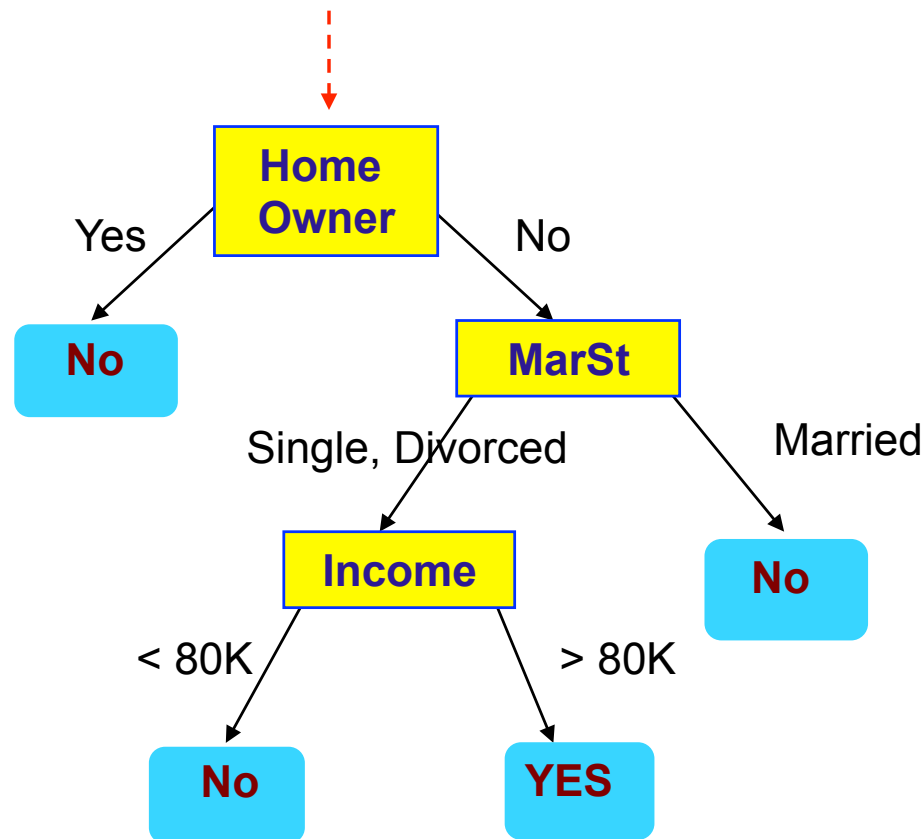 Home
Owner
Yes
No
No
MarSt
Single, Divorced
Married
Income
No
< 80K
> 80K
No
YES